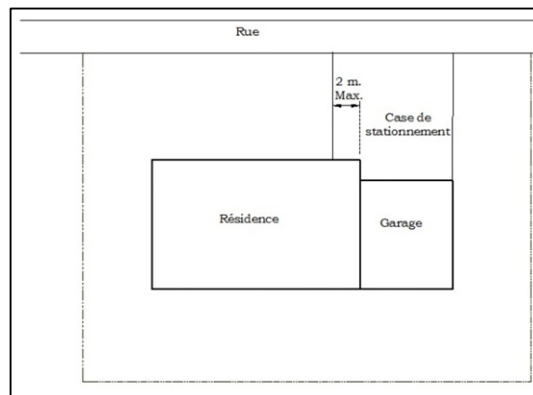 Rue
2 m.
Max.
Case de
stationnement
Résidence
Garage